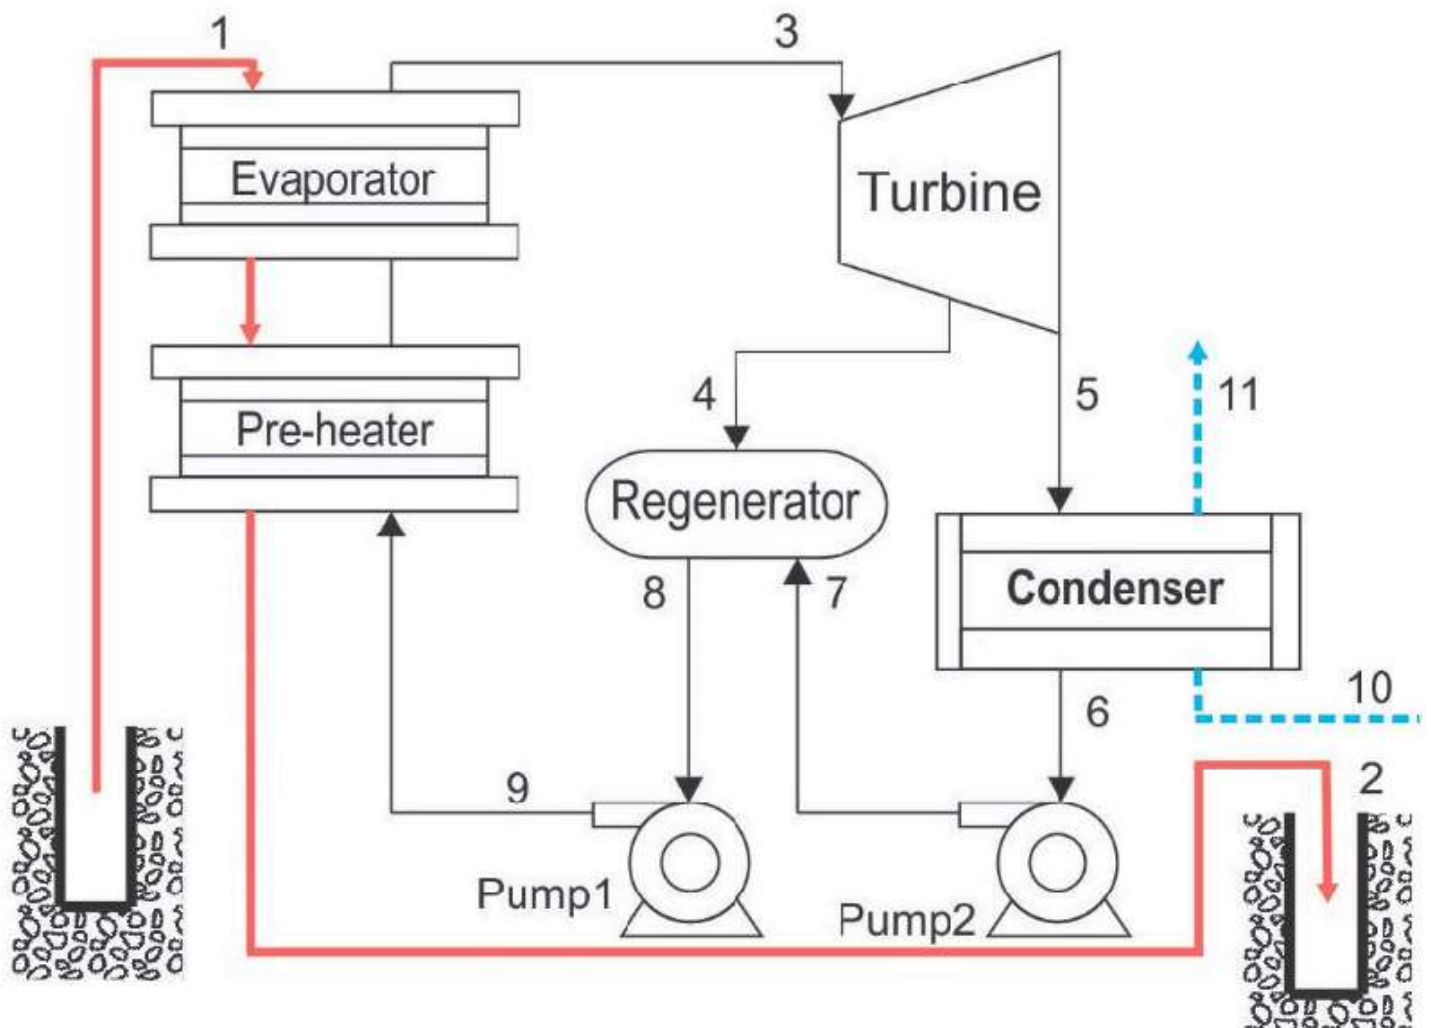 1
3
Evaporator
Turbine
4
5
11
Pre-heater
Regenerator
8
7
Condenser
6
10
9
2
Pump1
Pump2